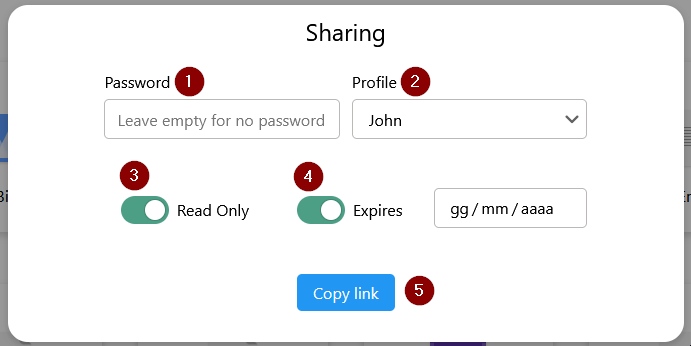 Sharing
Password 1 Profile 2
Leave empty for no password John
3 4
Read Only Expires gg / mm / aaaa
Copy link 5